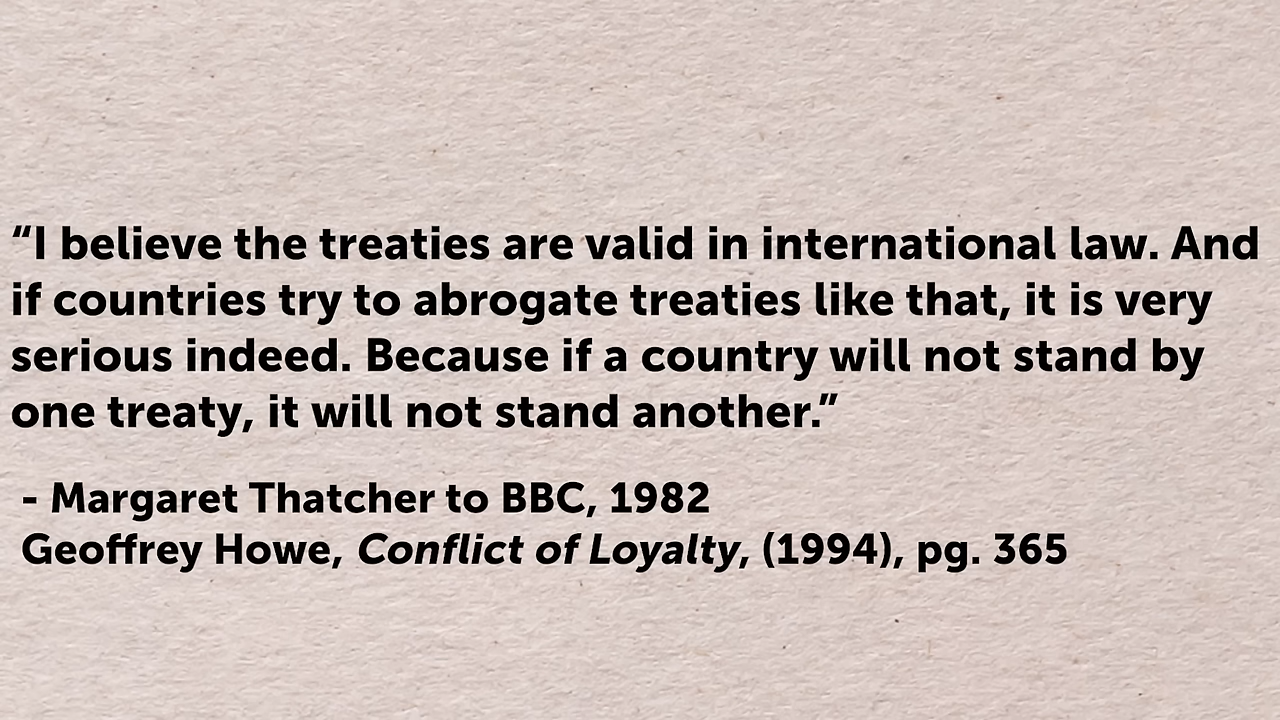 “I believe the treaties are valid in international law. And
if countries try to abrogate treaties like that, it is very
serious indeed. Because if a country will not stand by
one treaty, it will not stand another.”
- Margaret Thatcher to BBC, 1982
Geoffrey Howe, Conflict of Loyalty, (1994), pg. 365